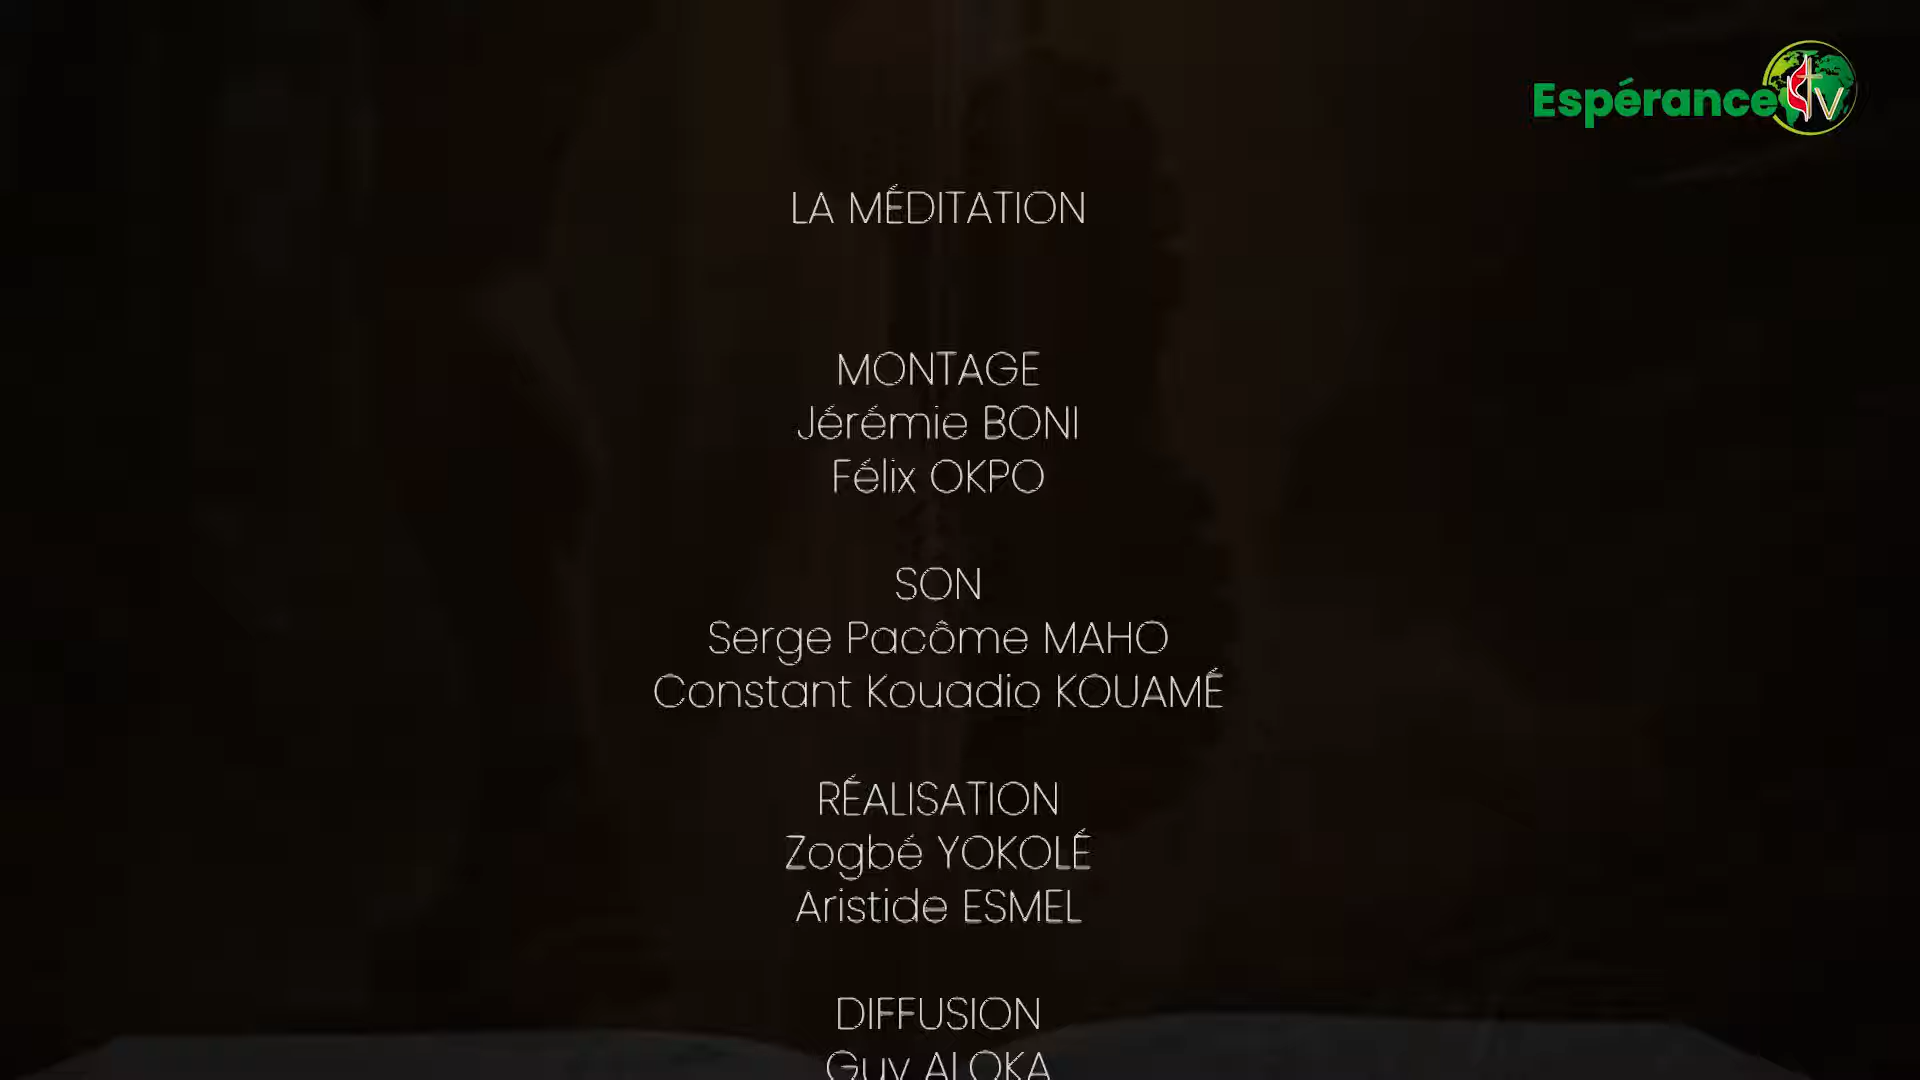 Espérance tv
LA MÉDITATION
MONTAGE
Jérémie BONI
Félix OKPO
SON
Serge Pacôme MAHO
Constant Kouadio KOUAMÉ
RÉALISATION
Zogbé YOKOLÉ
Aristide ESMEL
DIFFUSION
Guy ALOKA